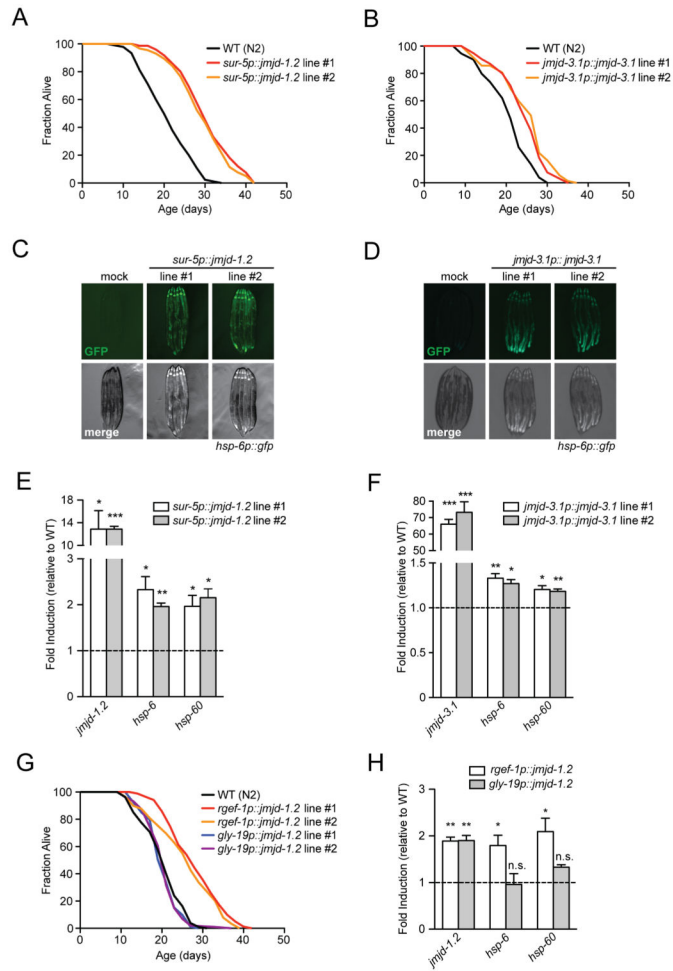 A
WT (N2)
sur-5p::jmjd-1.2 line #1
sur-5p::jmjd-1.2 line #2
Fraction Alive
100
80
60
40
20
0
0 10 20 30 40 50
Age (days)
B
WT (N2)
jmjd-3.1p::jmjd-3.1 line #1
jmjd-3.1p::jmjd-3.1 line #2
Fraction Alive
100
80
60
40
20
0
0 10 20 30 40 50
Age (days)
C
sur-5p::jmjd-1.2
mock line #1 line #2
GFP
merge
hsp-6p::gfp
D
jmjd-3.1p:: jmjd-3.1
mock line #1 line #2
GFP
merge
hsp-6p::gfp
E
sur-5p::jmjd-1.2 line #1
sur-5p::jmjd-1.2 line #2
Fold Induction (relative to WT)
18
14
10
3
2
1
0
* ***
* **
* *
jmjd-1.2 hsp-6 hsp-60
F
jmjd-3.1p::jmjd-3.1 line #1
jmjd-3.1p::jmjd-3.1 line #2
Fold Induction (relative to WT)
80
70
60
50
1.5
1.0
0.5
0
*** ***
** *
* **
jmjd-3.1 hsp-6 hsp-60
G
WT (N2)
rgef-1p::jmjd-1.2 line #1
rgef-1p::jmjd-1.2 line #2
gly-19p::jmjd-1.2 line #1
gly-19p::jmjd-1.2 line #2
Fraction Alive
100
80
60
40
20
0
0 10 20 30 40 50
Age (days)
H
rgef-1p::jmjd-1.2
gly-19p::jmjd-1.2
Fold Induction (relative to WT)
3
2
1
0
** **
* n.s.
* n.s.
jmjd-1.2 hsp-6 hsp-60